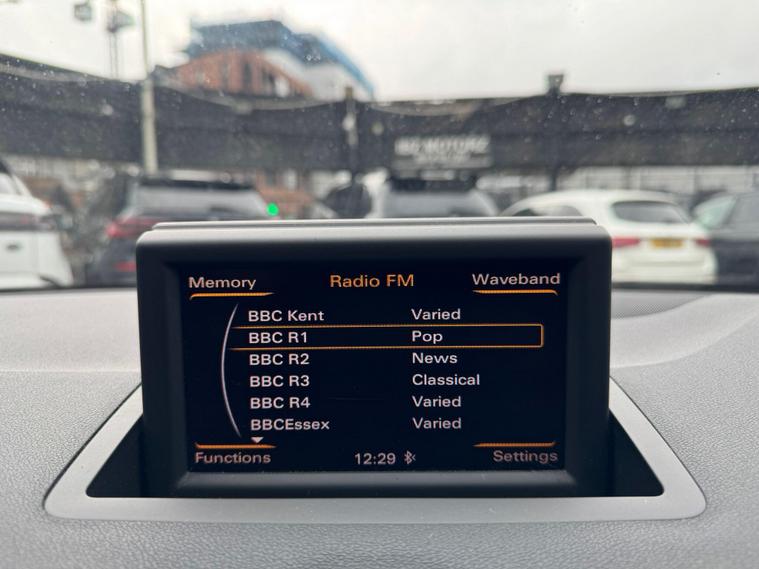 MOTORZ
Memory Radio FM Waveband
BBC Kent Varied
BBC R1 Pop
BBC R2 News
BBC R3 Classical
BBC R4 Varied
BBCEssex Varied
Functions 12:29 Settings